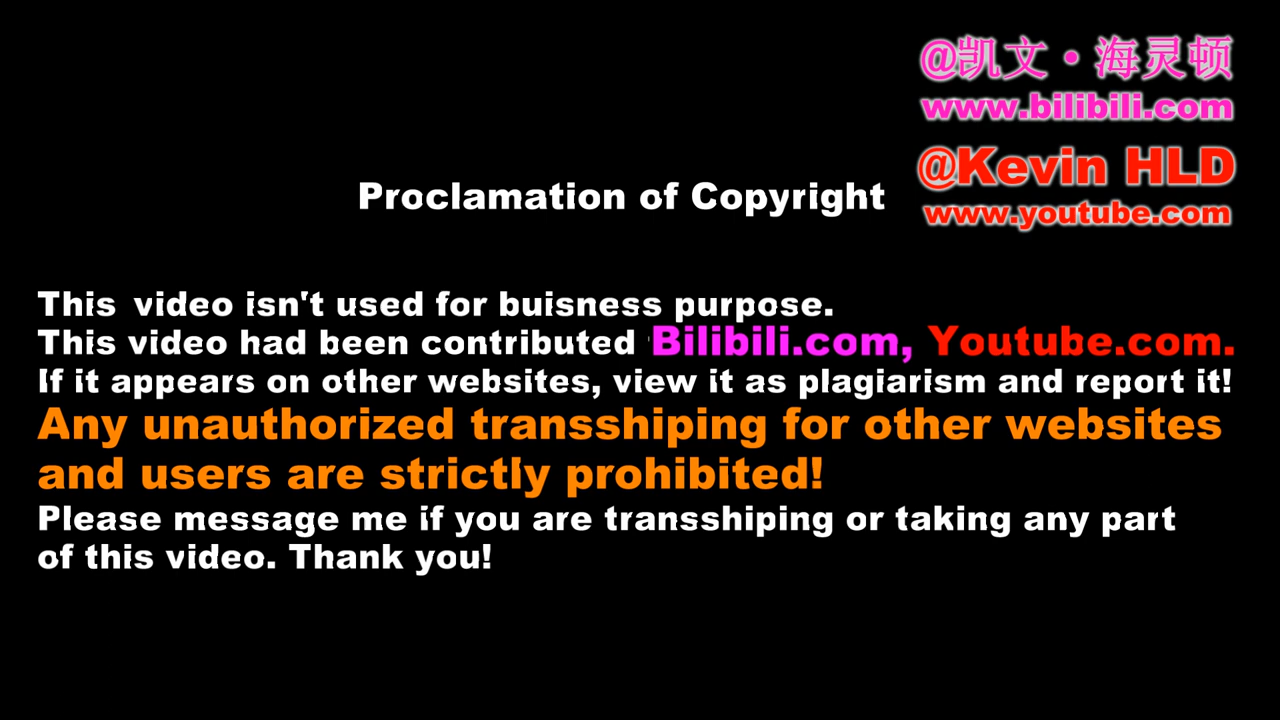 @凯文·海灵顿
www.bilibili.com
@Kevin HLD
www.youtube.com
Proclamation of Copyright
This video isn't used for buisness purpose.
This video had been contributed Bilibili.com, Youtube.com.
If it appears on other websites, view it as plagiarism and report it!
Any unauthorized transshiping for other websites
and users are strictly prohibited!
Please message me if you are transshiping or taking any part
of this video. Thank you!